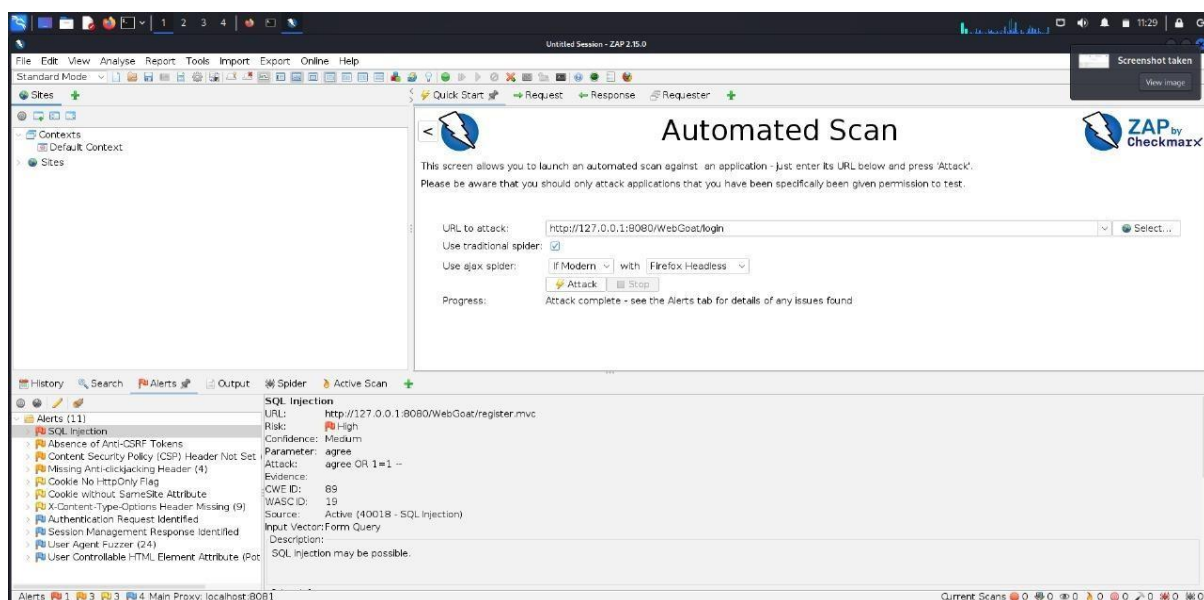 1 2 3 4
11:29
Untitled Session - ZAP 2.15.0
Screenshot taken
View image
File Edit View Analyse Report Tools Import Export Online Help
Standard Mode
Sites
Quick Start Request Response Requester
Contexts
Default Context
Sites
<
Automated Scan
ZAP by Checkmarx
This screen allows you to launch an automated scan against an application - just enter its URL below and press 'Attack'.
Please be aware that you should only attack applications that you have been specifically been given permission to test.
URL to attack: http://127.0.0.1:8080/WebGoat/login Select...
Use traditional spider:
Use ajax spider: If Modern with Firefox Headless
Attack Stop
Progress: Attack complete - see the Alerts tab for details of any issues found
History Search Alerts Output Spider Active Scan
Alerts (11)
SQL Injection
Absence of Anti-CSRF Tokens
Content Security Policy (CSP) Header Not Set (
Missing Anti-clickjacking Header (4)
Cookie No HttpOnly Flag
Cookie without SameSite Attribute
X-Content-Type-Options Header Missing (9)
Authentication Request Identified
Session Management Response Identified
User Agent Fuzzer (24)
User Controllable HTML Element Attribute (Pot
SQL Injection
URL: http://127.0.0.1:8080/WebGoat/register.mvc
Risk: High
Confidence: Medium
Parameter: agree
Attack: agree OR 1=1 --
Evidence:
CWE ID: 89
WASC ID: 19
Source: Active (40018 - SQL Injection)
Input Vector: Form Query
Description:
SQL injection may be possible.
Alerts 1 3 3 4 Main Proxy: localhost:8081
Current Scans 0 0 0 0 0 0 0 0